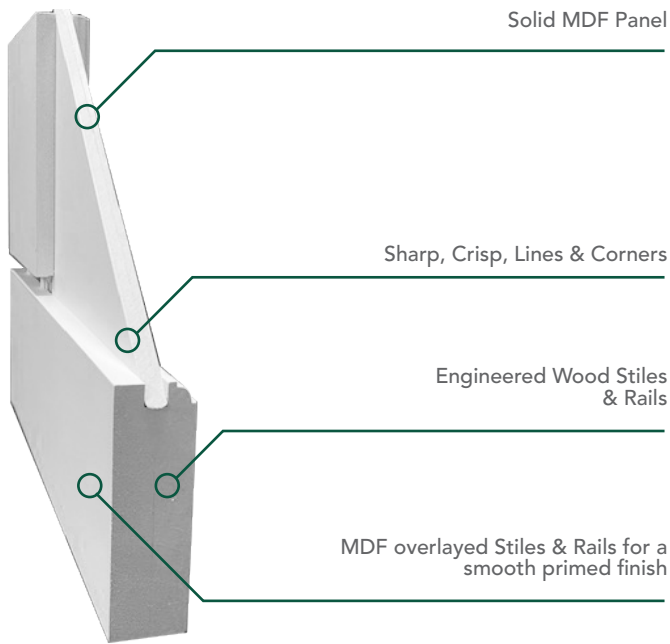 Solid MDF Panel
Sharp, Crisp, Lines & Corners
Engineered Wood Stiles
& Rails
MDF overlayed Stiles & Rails for a
smooth primed finish